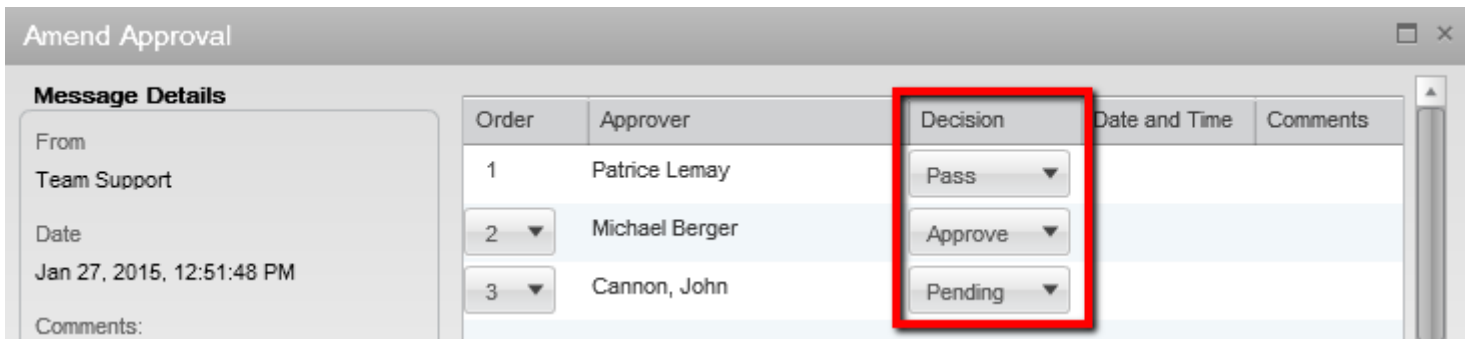 Amend Approval
Message Details
From
Team Support
Date
Jan 27, 2015, 12:51:48 PM
Comments:
Order Approver Decision Date and Time Comments
1 Patrice Lemay Pass
2 Michael Berger Approve
3 Cannon, John Pending